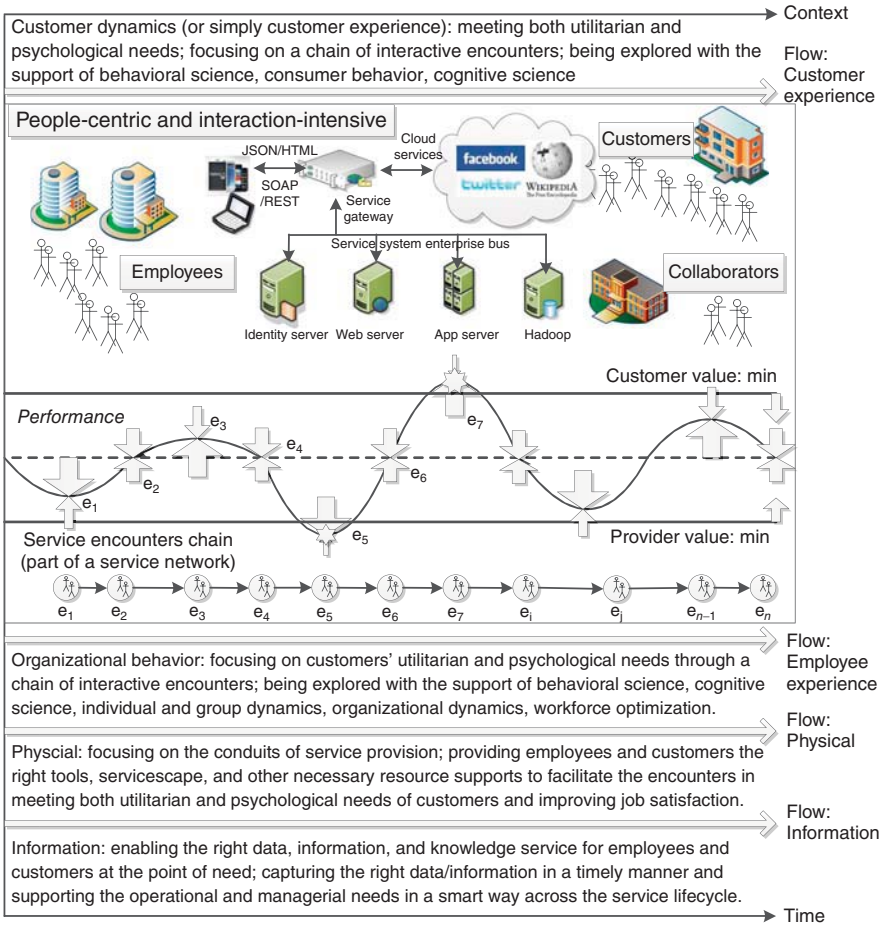 Context
Customer dynamics (or simply customer experience): meeting both utilitarian and
psychological needs; focusing on a chain of interactive encounters; being explored with the
support of behavioral science, consumer behavior, cognitive science
Flow:
Customer
experience
People-centric and interaction-intensive
JSON/HTML
SOAP
/REST
Service
gateway
Cloud
services
facebook
twitter
WIKIPEDIA
The Free Encyclopedia
Customers
Service system enterprise bus
Employees
Collaborators
Identity server
Web server
App server
Hadoop
Customer value: min
Performance
e1
e2
e3
e4
e5
e6
e7
Provider value: min
Service encounters chain
(part of a service network)
e1 e2 e3 e4 e5 e6 e7 ei ej en−1 en
Flow:
Employee
experience
Organizational behavior: focusing on customers' utilitarian and psychological needs through a
chain of interactive encounters; being explored with the support of behavioral science, cognitive
science, individual and group dynamics, organizational dynamics, workforce optimization.
Flow:
Physical
Physcial: focusing on the conduits of service provision; providing employees and customers the
right tools, servicescape, and other necessary resource supports to facilitate the encounters in
meeting both utilitarian and psychological needs of customers and improving job satisfaction.
Flow:
Information
Information: enabling the right data, information, and knowledge service for employees and
customers at the point of need; capturing the right data/information in a timely manner and
supporting the operational and managerial needs in a smart way across the service lifecycle.
Time